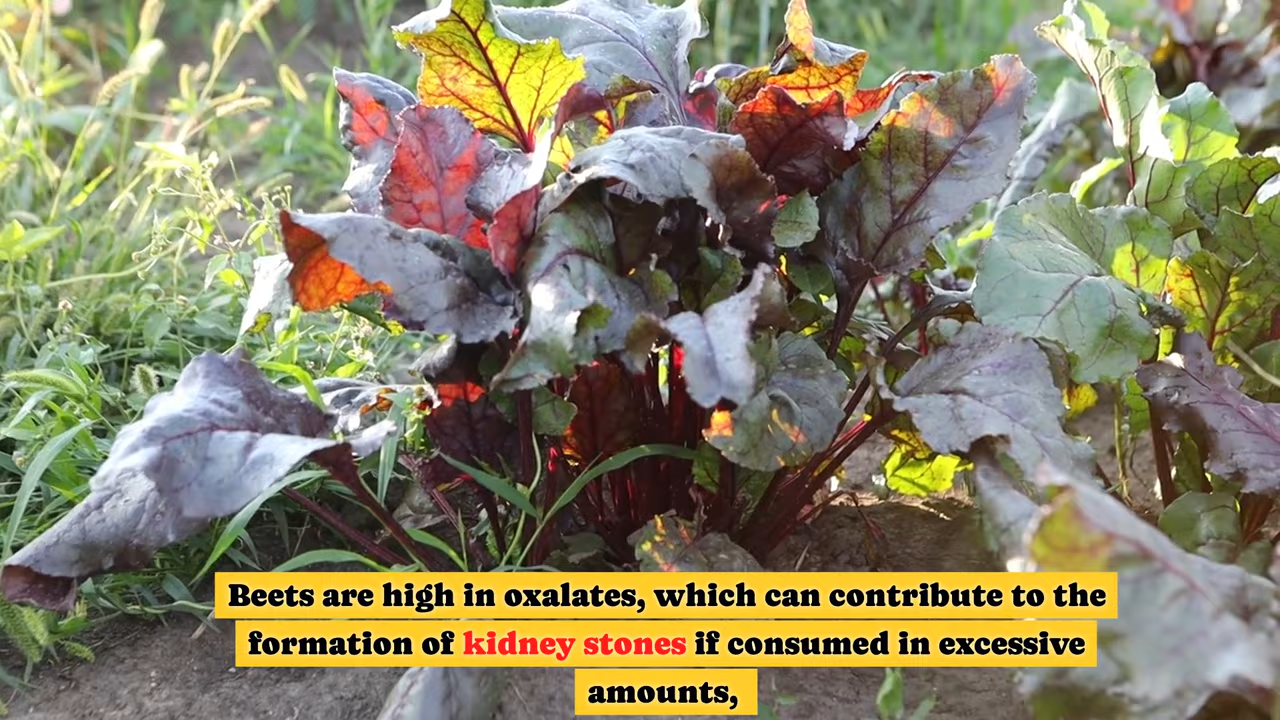 Beets are high in oxalates, which can contribute to the
formation of kidney stones if consumed in excessive
amounts,